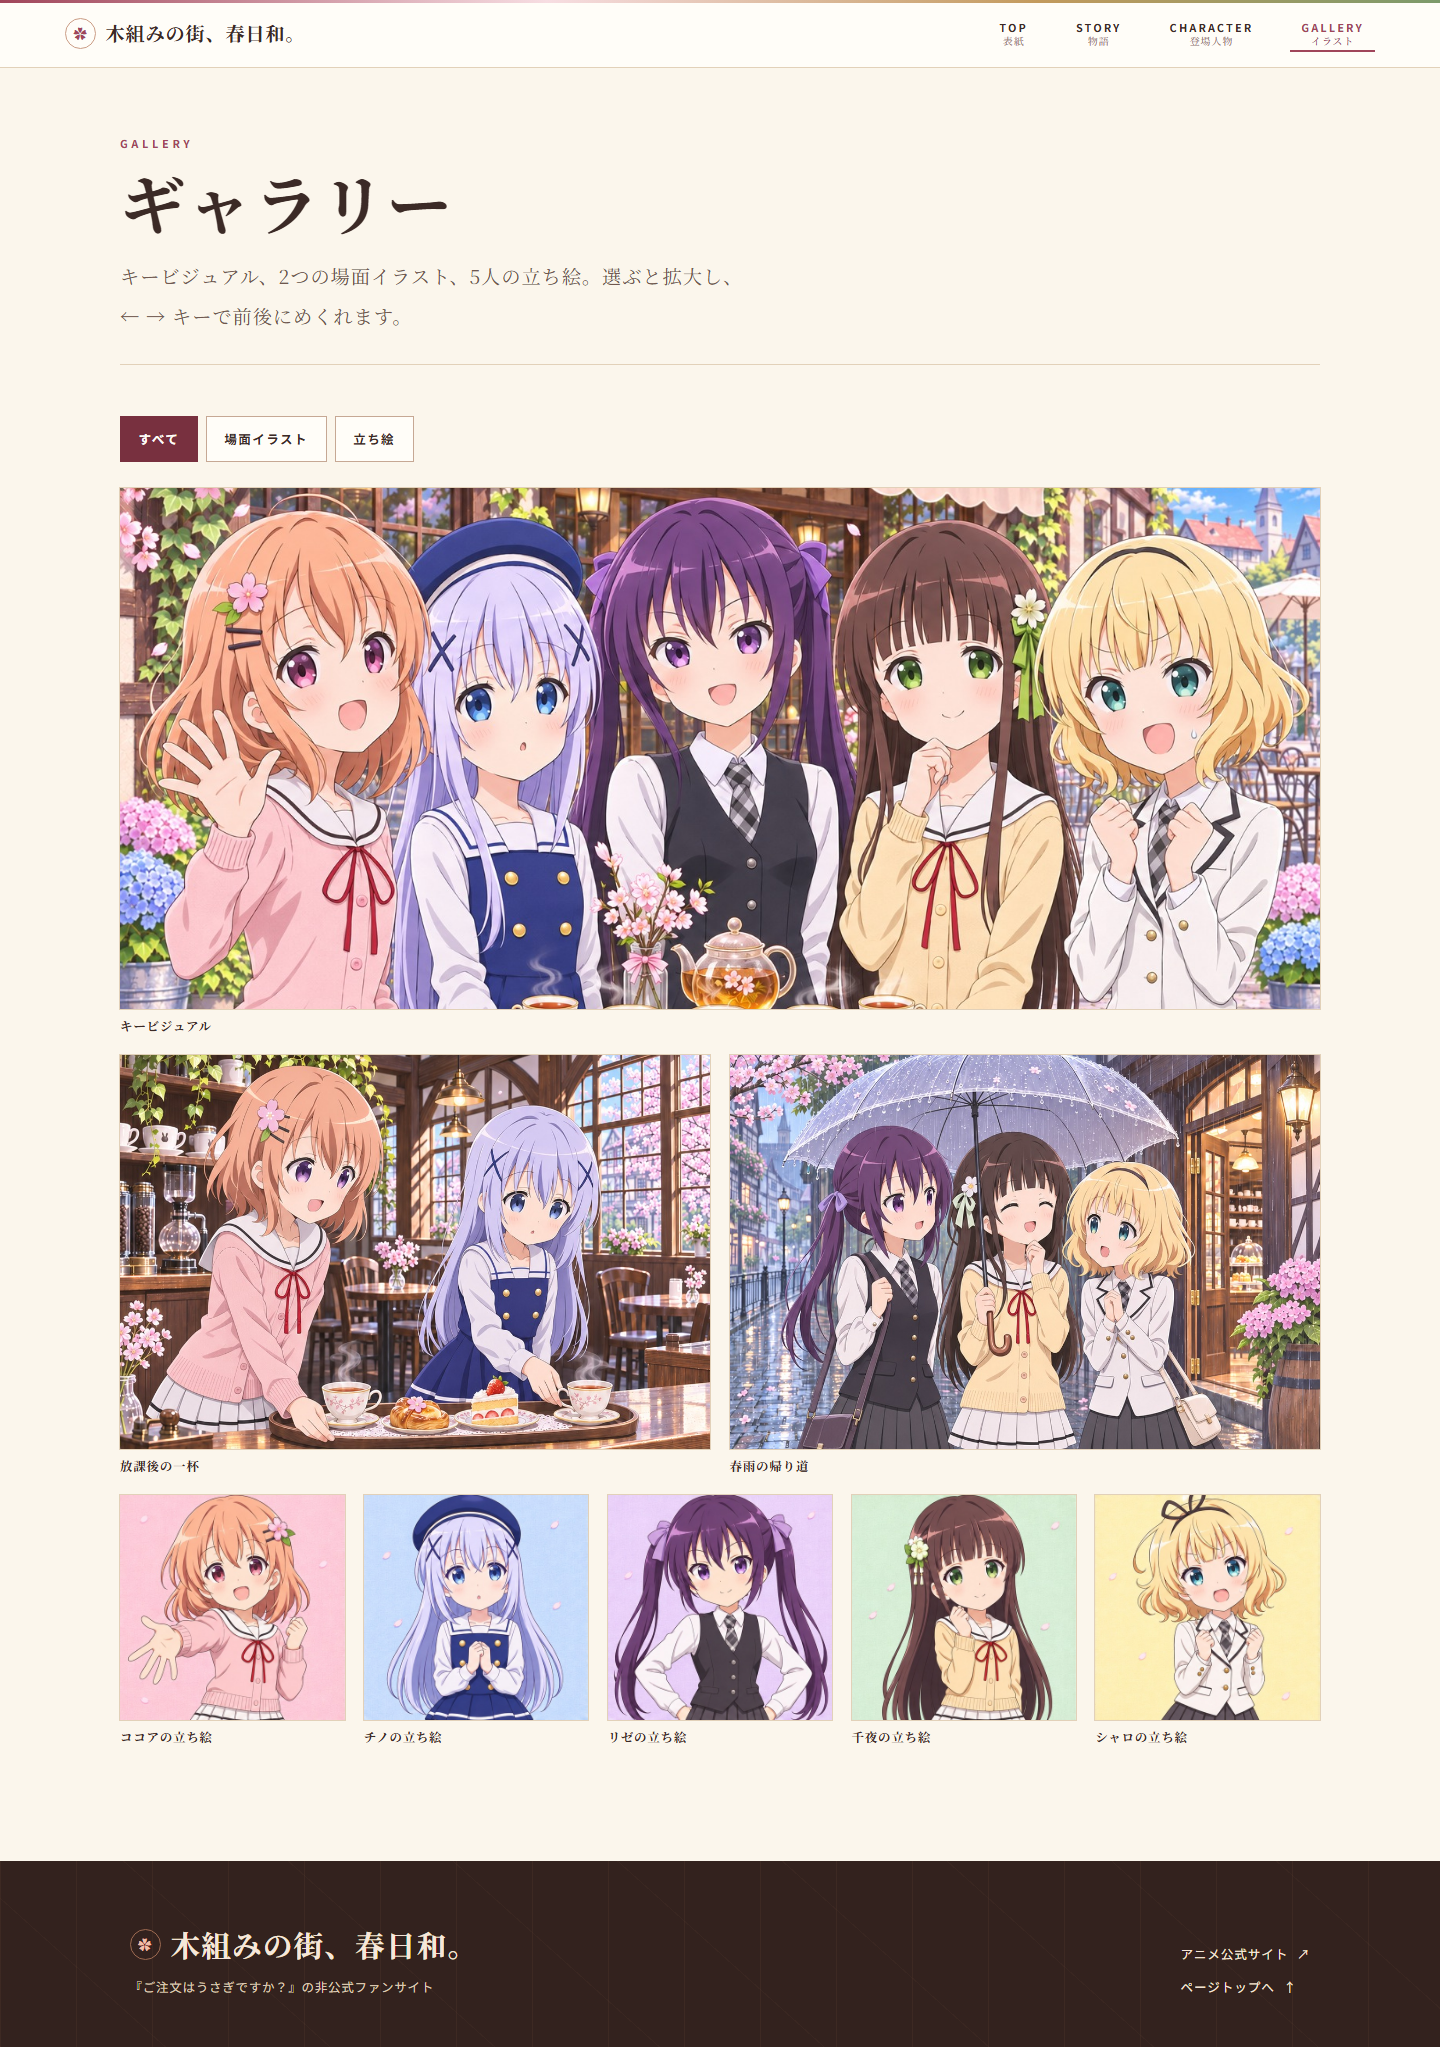 木組みの街、春日和。
TOP
表紙
STORY
物語
CHARACTER
登場人物
GALLERY
イラスト
GALLERY
ギャラリー
キービジュアル、2つの場面イラスト、5人の立ち絵。選ぶと拡大し、
← → キーで前後にめくれます。
すべて
場面イラスト
立ち絵
キービジュアル
放課後の一杯
春雨の帰り道
ココアの立ち絵
チノの立ち絵
リゼの立ち絵
千夜の立ち絵
シャロの立ち絵
木組みの街、春日和。
『ご注文はうさぎですか？』の非公式ファンサイト
アニメ公式サイト ↗
ページトップへ ↑